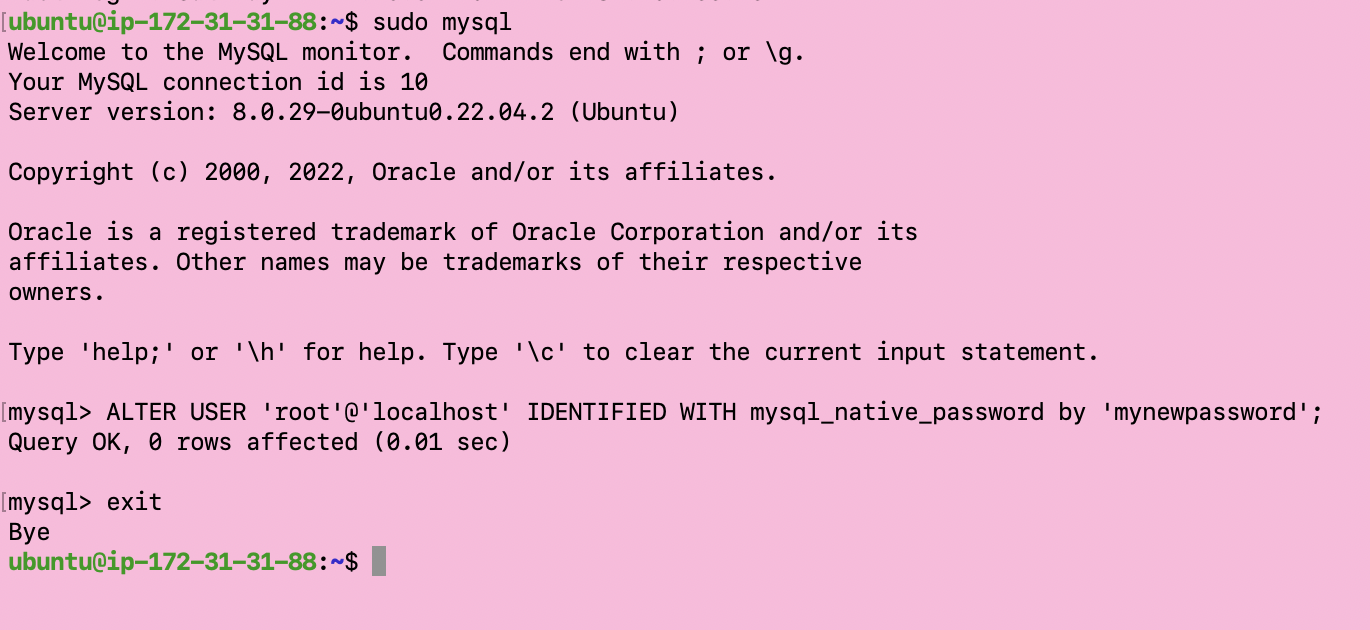 ubuntu@ip-172-31-31-88:~$ sudo mysql
Welcome to the MySQL monitor.  Commands end with ; or \g.
Your MySQL connection id is 10
Server version: 8.0.29-0ubuntu0.22.04.2 (Ubuntu)
Copyright (c) 2000, 2022, Oracle and/or its affiliates.
Oracle is a registered trademark of Oracle Corporation and/or its
affiliates. Other names may be trademarks of their respective
owners.
Type 'help;' or '\h' for help. Type '\c' to clear the current input statement.
mysql> ALTER USER 'root'@'localhost' IDENTIFIED WITH mysql_native_password by 'mynewpassword';
Query OK, 0 rows affected (0.01 sec)
mysql> exit
Bye
ubuntu@ip-172-31-31-88:~$